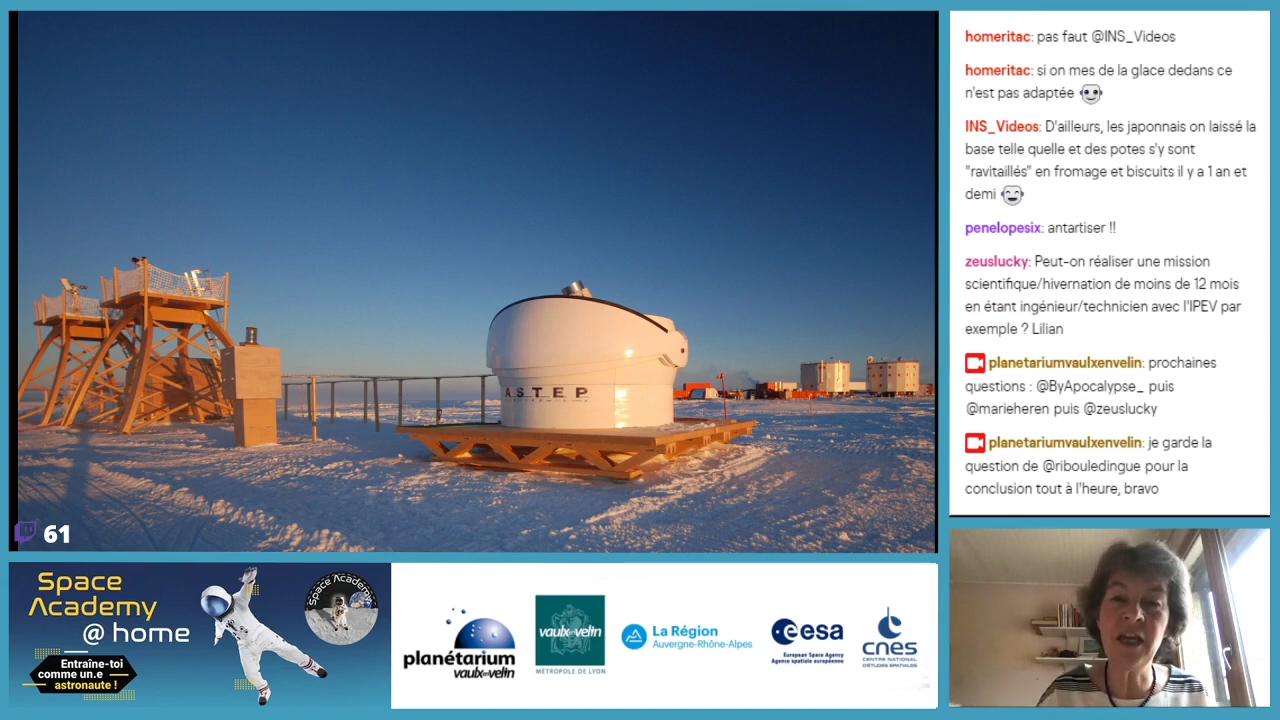 ASTEP
61
homeritac: pas faut @INS_Videos
homeritac: si on mes de la glace dedans ce
n'est pas adaptée
INS_Videos: D'ailleurs, les japonnais on laissé la
base telle quelle et des potes s'y sont
"ravitaillés" en fromage et biscuits il y a 1 an et
demi
penelopesix: antartiser !!
zeuslucky: Peut-on réaliser une mission
scientifique/hivernation de moins de 12 mois
en étant ingénieur/technicien avec l'IPEV par
exemple ? Lilian
planetariumvaulxenvelin: prochaines
questions : @ByApocalypse_ puis
@marieheren puis @zeuslucky
planetariumvaulxenvelin: je garde la
question de @ribouledingue pour la
conclusion tout à l'heure, bravo
Space
Academy
@ home
Entraîne-toi
comme un.e
astronaute !
Space Academy
planétarium
vaulx en velin
vaulx en velin
MÉTROPOLE DE LYON
La Région
Auvergne-Rhône-Alpes
esa
European Space Agency
Agence spatiale européenne
cnes
CENTRE NATIONAL
D'ÉTUDES SPATIALES